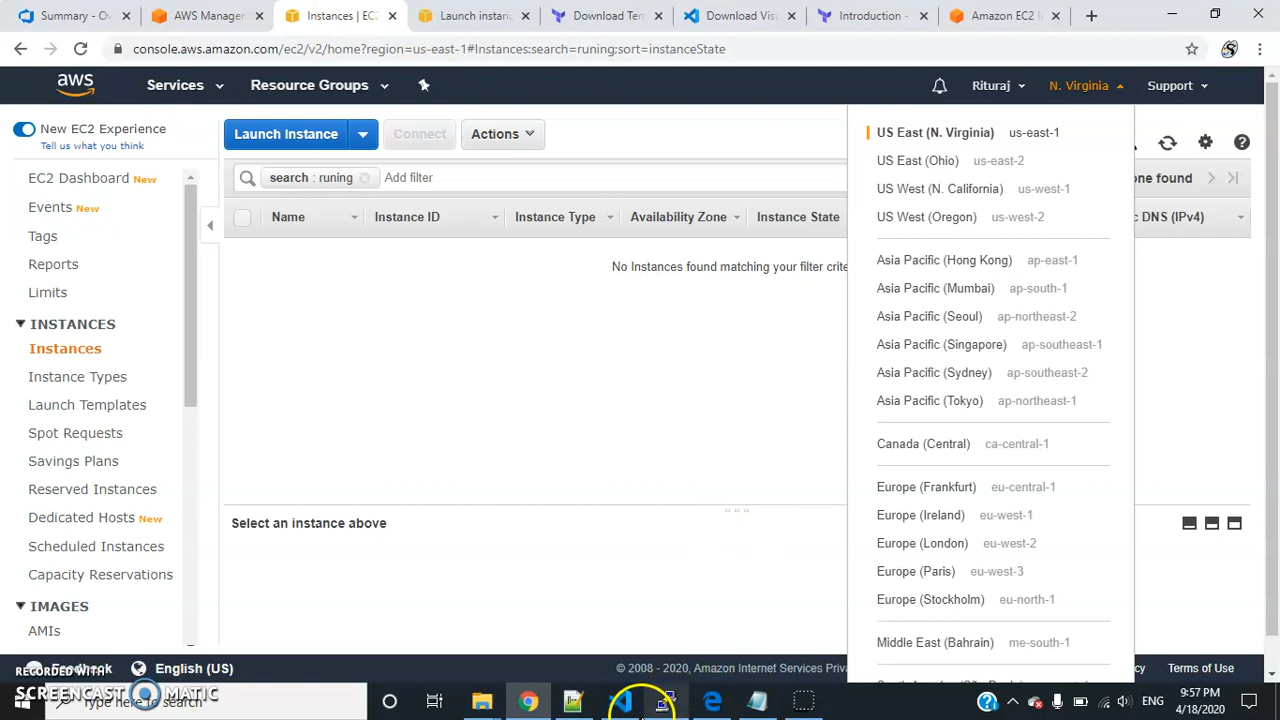 Summary - Ov
AWS Manager
Instances | EC
Launch instanc
Download Terr
Download Visu
Introduction -
Amazon EC2 I
console.aws.amazon.com/ec2/v2/home?region=us-east-1#Instances:search=runing;sort=instanceState
aws
Services
Resource Groups
Rituraj
N. Virginia
Support
New EC2 Experience
Tell us what you think
EC2 Dashboard New
Events New
Tags
Reports
Limits
INSTANCES
Instances
Instance Types
Launch Templates
Spot Requests
Savings Plans
Reserved Instances
Dedicated Hosts New
Scheduled Instances
Capacity Reservations
IMAGES
AMIs
Launch Instance
Connect
Actions
search : runing
Add filter
one found
Name
Instance ID
Instance Type
Availability Zone
Instance State
c DNS (IPv4)
No Instances found matching your filter crite
Select an instance above
US East (N. Virginia) us-east-1
US East (Ohio) us-east-2
US West (N. California) us-west-1
US West (Oregon) us-west-2
Asia Pacific (Hong Kong) ap-east-1
Asia Pacific (Mumbai) ap-south-1
Asia Pacific (Seoul) ap-northeast-2
Asia Pacific (Singapore) ap-southeast-1
Asia Pacific (Sydney) ap-southeast-2
Asia Pacific (Tokyo) ap-northeast-1
Canada (Central) ca-central-1
Europe (Frankfurt) eu-central-1
Europe (Ireland) eu-west-1
Europe (London) eu-west-2
Europe (Paris) eu-west-3
Europe (Stockholm) eu-north-1
Middle East (Bahrain) me-south-1
Feedback
English (US)
© 2008 - 2020, Amazon Internet Services Priva
cy
Terms of Use
RECORDED WITH
SCREENCAST MATIC
Type here to search
ENG
9:57 PM
4/18/2020